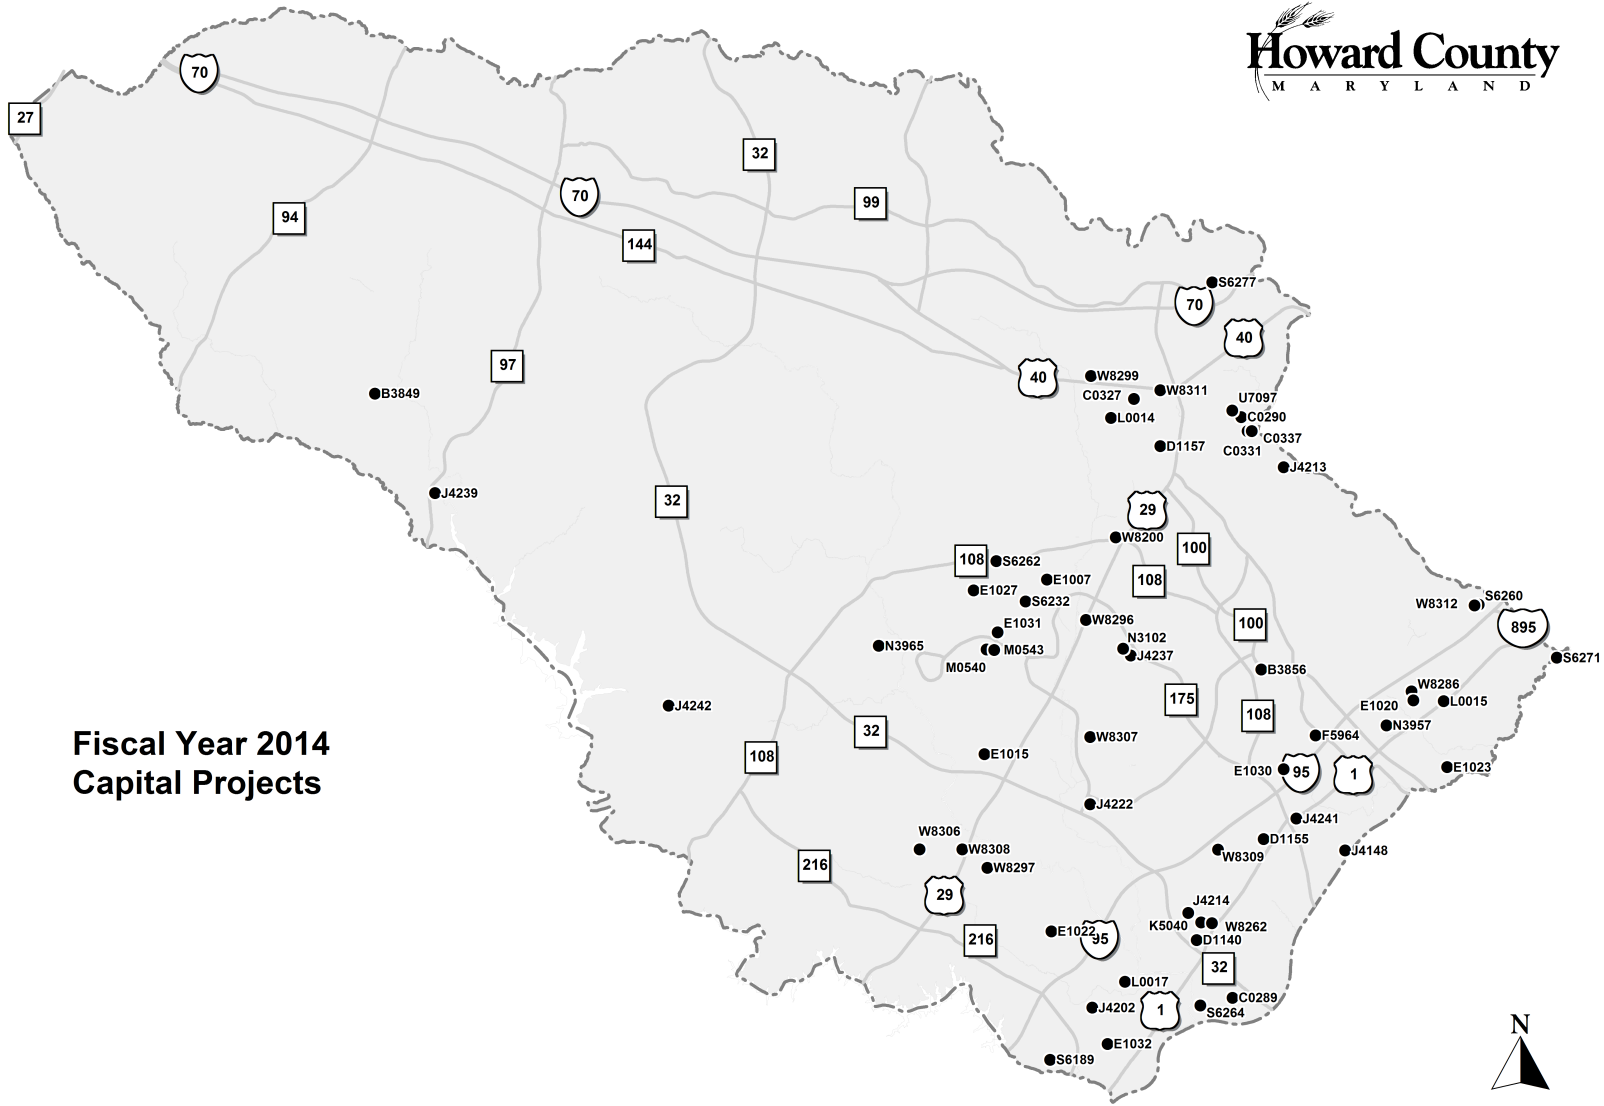 Howard County
MARYLAND
70
27
32
70
99
94
144
S6277
70
40
97
40
W8299
B3849
C0327
W8311
U7097
L0014
C0290
C0337
D1157
C0331
J4213
J4239
32
29
W8200
100
108
S6262
E1007
108
E1027
S6232
S6260
W8312
W8296
E1031
100
895
N3102
N3965
M0543
J4237
S6271
M0540
B3856
W8286
175
E1020
L0015
J4242
108
N3957
32
F5964
W8307
Fiscal Year 2014
Capital Projects
108
E1015
E1030
95
1
E1023
J4222
J4241
W8306
D1155
W8308
W8309
J4148
216
W8297
29
J4214
K5040
W8262
E1022
95
216
D1140
32
L0017
C0289
J4202
1
S6264
N
E1032
S6189